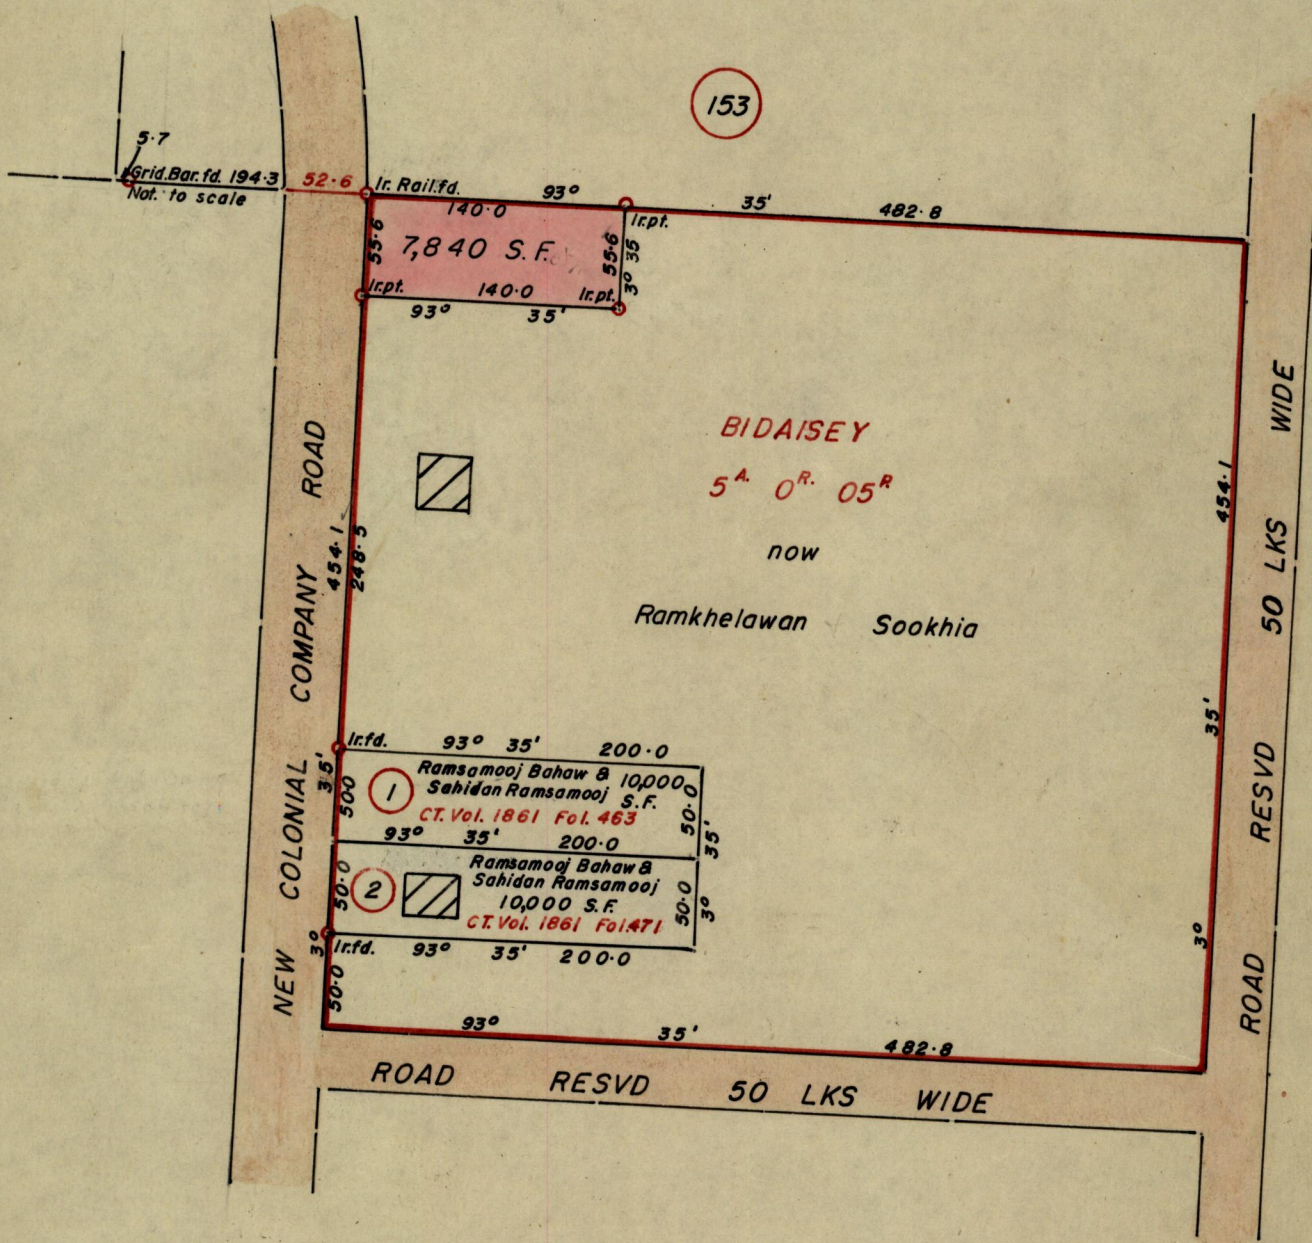 153
5·7
Grid.Bar.fd. 194·3
Not. to scale
52·6
Ir. Rail.fd.
93° 35' 482·8
140·0
Ir.pt.
55·6
7,840 S.F.
55·6
3° 35
Ir.pt.
140·0
Ir.pt.
93° 35'
BIDAISEY
5A. 0R. 05P.
now
Ramkhelawan Sookhia
454·1
248·5
NEW COLONIAL COMPANY ROAD
3° 35'
454·1
3° 35'
ROAD RESVD 50 LKS WIDE
Ir.fd. 93° 35' 200·0
50·0
1
Ramsamooj Bahaw & 10,000
Sahidan Ramsamooj S.F.
CT. Vol. 1861 Fol. 463
50·0
93° 35' 200·0
3° 35'
50·0
2
Ramsamooj Bahaw &
Sahidan Ramsamooj
10,000 S.F.
CT. Vol. 1861 Fol.471
50·0
Ir.fd. 93° 35' 200·0
50·0
93° 35' 482·8
ROAD RESVD 50 LKS WIDE